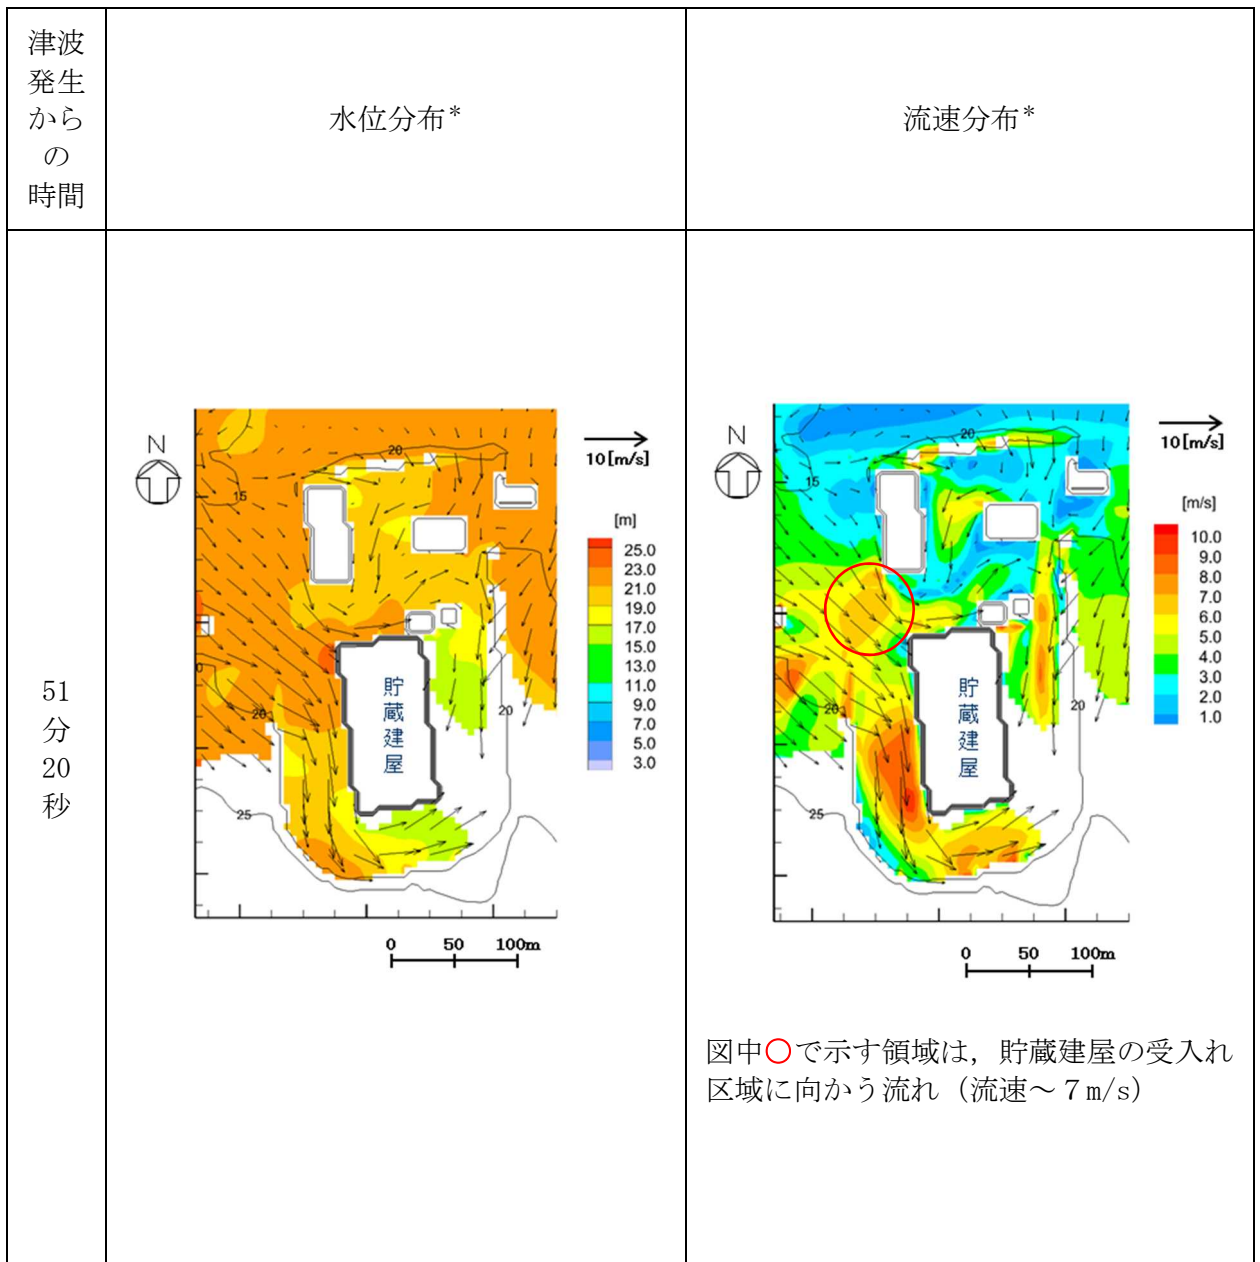 津波
発生
から
の
時間
水位分布*
流速分布*
51
分
20
秒
N
10[m/s]
[m]
25.0
23.0
21.0
19.0
17.0
15.0
13.0
11.0
9.0
7.0
5.0
3.0
20
15
20
20
25
貯
蔵
建
屋
0 50 100m
N
10[m/s]
[m/s]
10.0
9.0
8.0
7.0
6.0
5.0
4.0
3.0
2.0
1.0
20
15
20
20
25
貯
蔵
建
屋
0 50 100m
図中○で示す領域は，貯蔵建屋の受入れ
区域に向かう流れ（流速～７m/s）